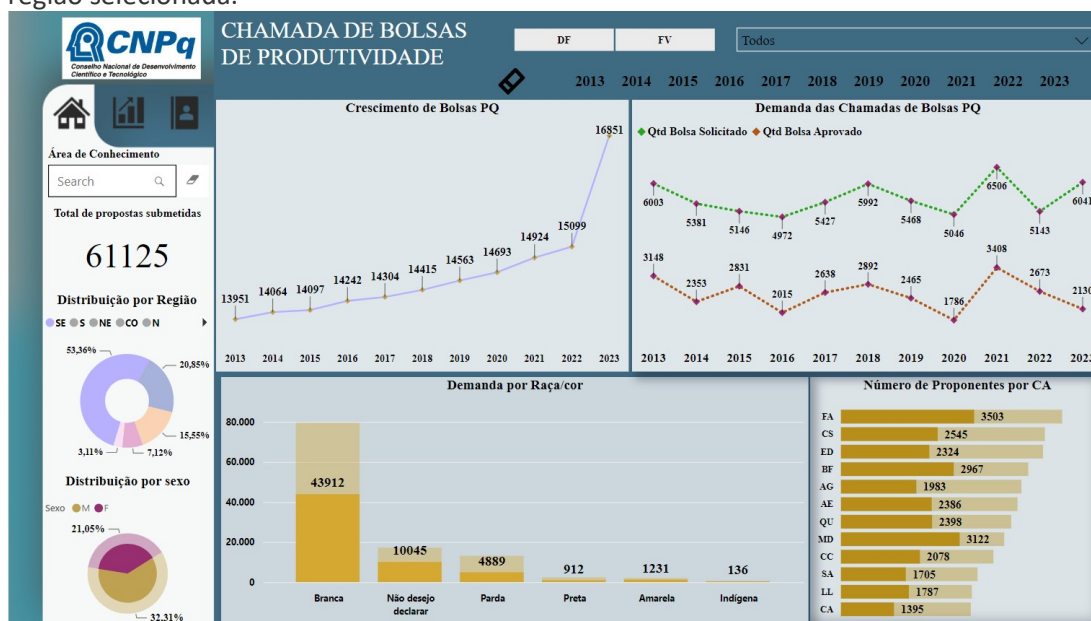 região selecionada.
CNPq
Conselho Nacional de Desenvolvimento
Científico e Tecnológico
CHAMADA DE BOLSAS
DE PRODUTIVIDADE
DF
FV
Todos
2013 2014 2015 2016 2017 2018 2019 2020 2021 2022 2023
Área de Conhecimento
Search
Total de propostas submetidas
61125
Distribuição por Região
SE S NE CO N
53,36%
20,85%
15,55%
7,12%
3,11%
Distribuição por sexo
Sexo M F
21,05%
32,31%
Crescimento de Bolsas PQ
13951 14064 14097 14242 14304 14415 14563 14693 14924 15099 16851
2013 2014 2015 2016 2017 2018 2019 2020 2021 2022 2023
Demanda das Chamadas de Bolsas PQ
Qtd Bolsa Solicitado Qtd Bolsa Aprovado
6003 5381 5146 4972 5427 5992 5468 5046 6506 5143 6041
3148 2353 2831 2015 2638 2892 2465 1786 3408 2673 2130
2013 2014 2015 2016 2017 2018 2019 2020 2021 2022 2023
Demanda por Raça/cor
80.000
60.000
40.000
20.000
0
43912 10045 4889 912 1231 136
Branca Não desejo Parda Preta Amarela Indígena
declarar
Número de Proponentes por CA
FA 3503
CS 2545
ED 2324
BF 2967
AG 1983
AE 2386
QU 2398
MD 3122
CC 2078
SA 1705
LL 1787
CA 1395